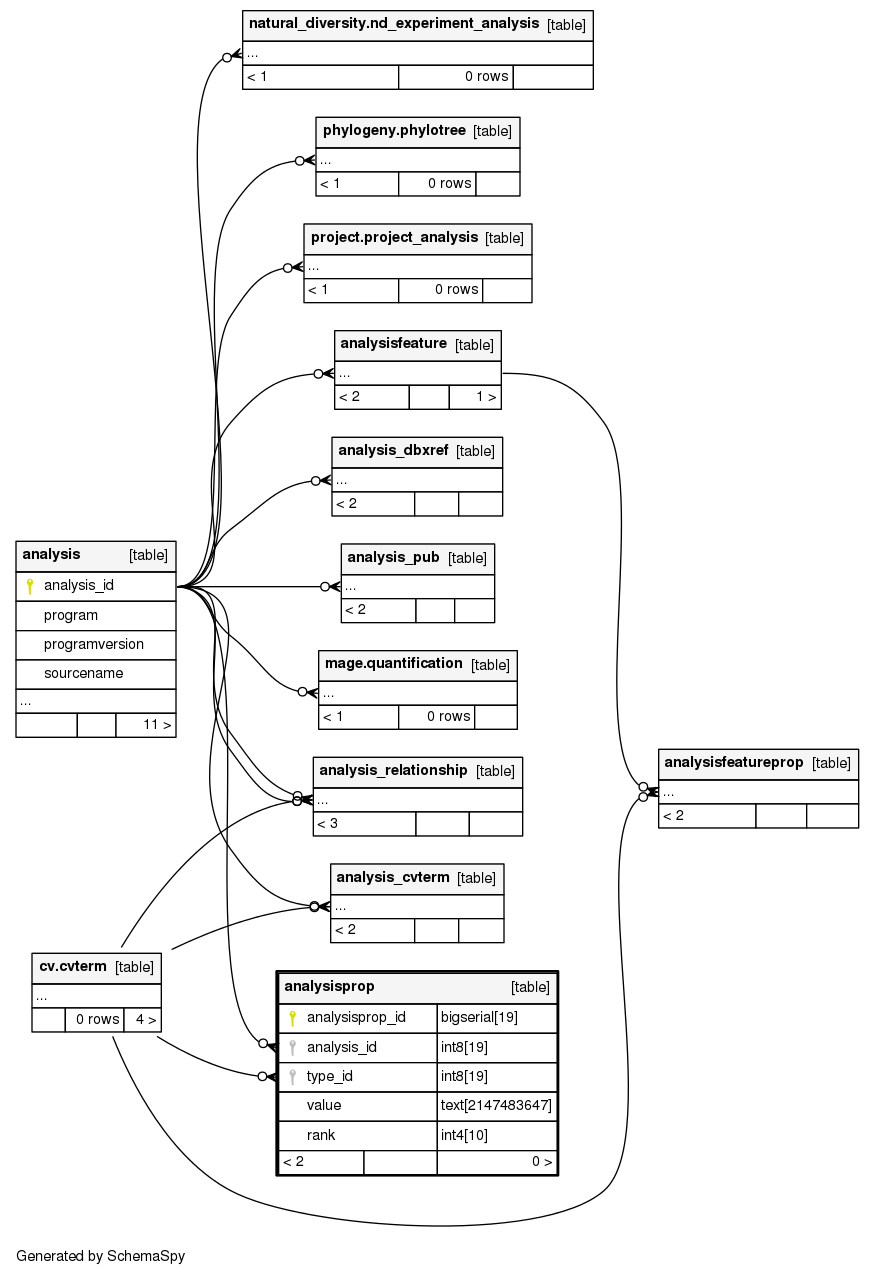 natural_diversity.nd_experiment_analysis [table]
...
< 1 0 rows
phylogeny.phylotree [table]
...
< 1 0 rows
project.project_analysis [table]
...
< 1 0 rows
analysisfeature [table]
...
< 2 1 >
analysis_dbxref [table]
...
< 2
analysis [table]
analysis_id
program
programversion
sourcename
...
11 >
analysis_pub [table]
...
< 2
mage.quantification [table]
...
< 1 0 rows
analysis_relationship [table]
...
< 3
analysisfeatureprop [table]
...
< 2
analysis_cvterm [table]
...
< 2
cv.cvterm [table]
...
0 rows 4 >
analysisprop [table]
analysisprop_id bigserial[19]
analysis_id int8[19]
type_id int8[19]
value text[2147483647]
rank int4[10]
< 2 0 >
Generated by SchemaSpy